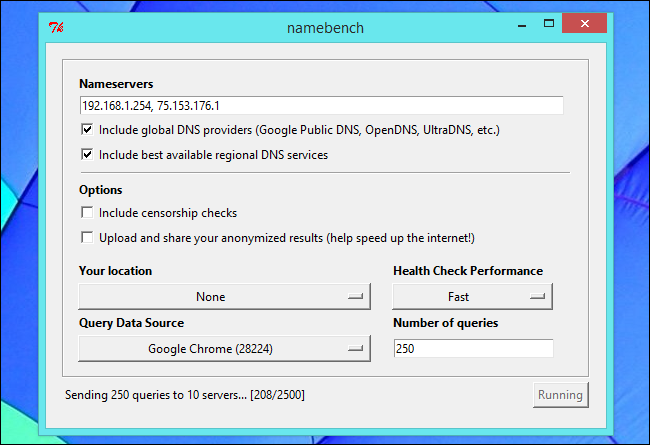 Tk
namebench
Nameservers
192.168.1.254, 75.153.176.1
Include global DNS providers (Google Public DNS, OpenDNS, UltraDNS, etc.)
Include best available regional DNS services
Options
Include censorship checks
Upload and share your anonymized results (help speed up the internet!)
Your location
Health Check Performance
None
Fast
Query Data Source
Number of queries
Google Chrome (28224)
250
Sending 250 queries to 10 servers... [208/2500]
Running